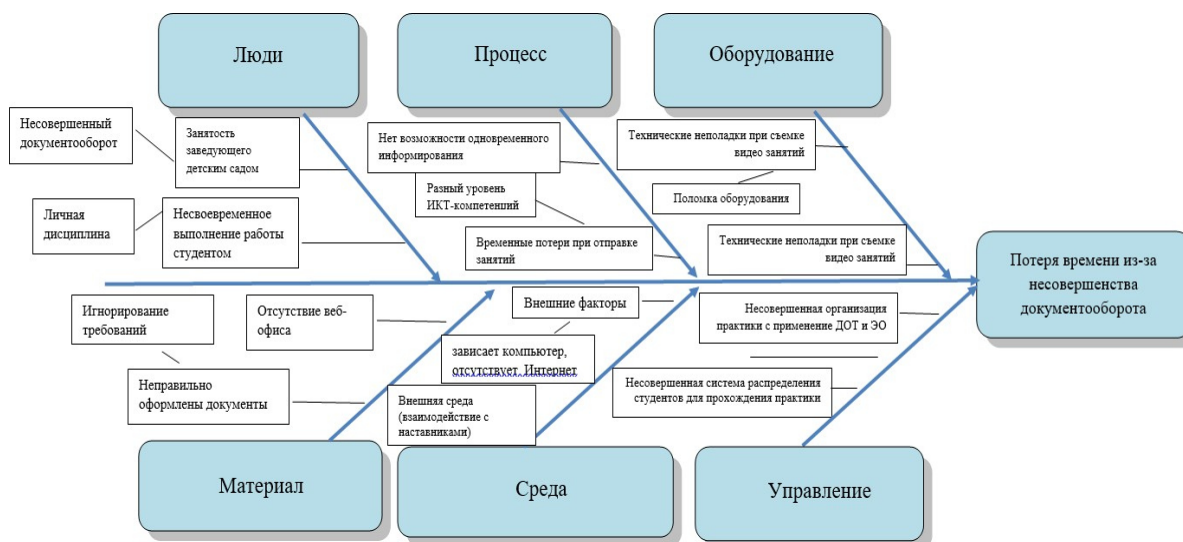 Люди
Процесс
Оборудование
Несовершенный
документооборот
Занятость
заведующего
детским садом
Нет возможности одновременного
информирования
Технические неполадки при съемке
видео занятий
Разный уровень
ИКТ-компетенций
Поломка оборудования
Личная
дисциплина
Несвоевременное
выполнение работы
студентом
Временные потери при отправке
занятий
Технические неполадки при съемке
видео занятий
Потеря времени из-за
несовершенства
документооборота
Игнорирование
требований
Отсутствие веб-
офиса
Внешние факторы
Несовершенная организация
практики с применение ДОТ и ЭО
зависает компьютер,
отсутствует, Интернет
Неправильно
оформлены документы
Внешняя среда
(взаимодействие с
наставниками)
Несовершенная система распределения
студентов для прохождения практики
Материал
Среда
Управление